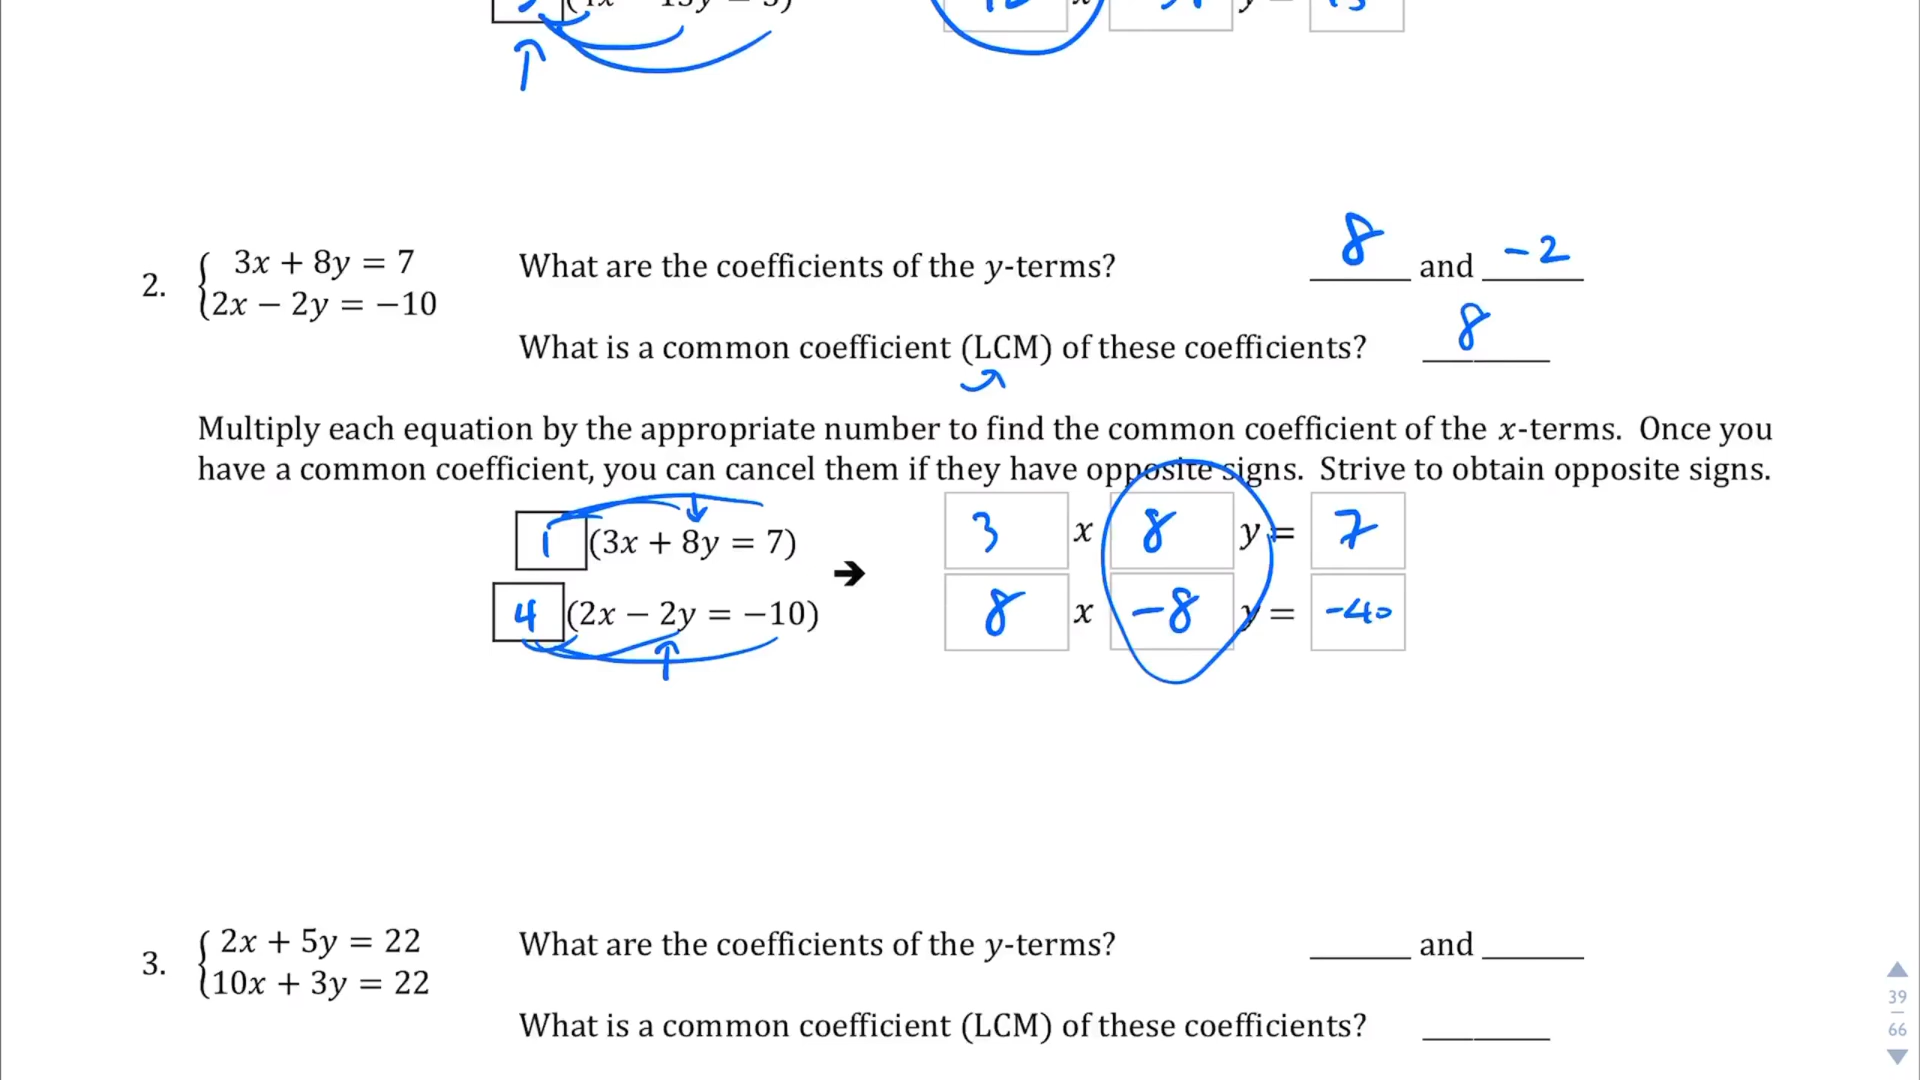 2. 3x + 8y = 7 What are the coefficients of the y-terms? 8 and -2
2x − 2y = −10
What is a common coefficient (LCM) of these coefficients? 8
Multiply each equation by the appropriate number to find the common coefficient of the x-terms. Once you
have a common coefficient, you can cancel them if they have opposite signs. Strive to obtain opposite signs.
1 (3x + 8y = 7) 3 x 8 y = 7
➔
4 (2x − 2y = −10) 8 x -8 y = -40
3. 2x + 5y = 22 What are the coefficients of the y-terms? and
10x + 3y = 22
What is a common coefficient (LCM) of these coefficients?
39
66